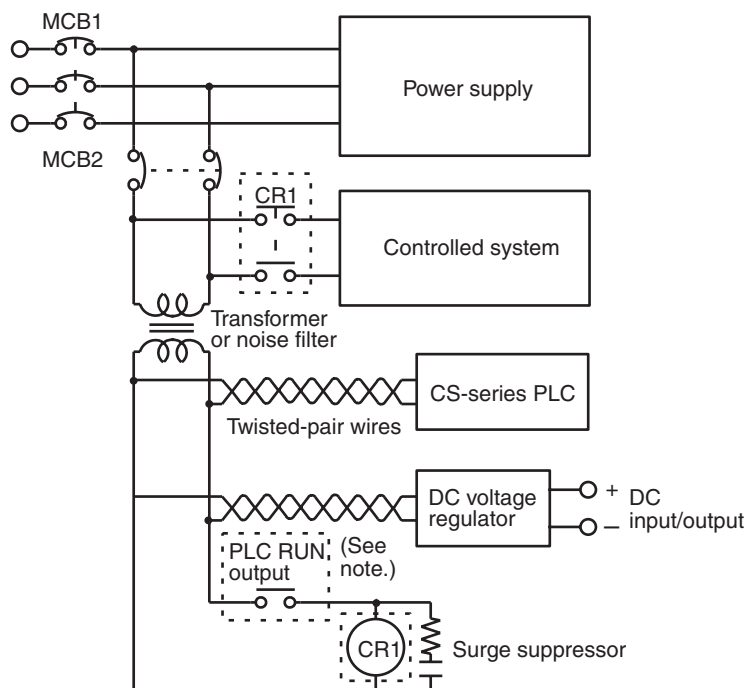 MCB1
Power supply
MCB2
CR1
Controlled system
Transformer
or noise filter
CS-series PLC
Twisted-pair wires
DC voltage
regulator
+
–
DC
input/output
PLC RUN
output
(See
note.)
CR1
Surge suppressor